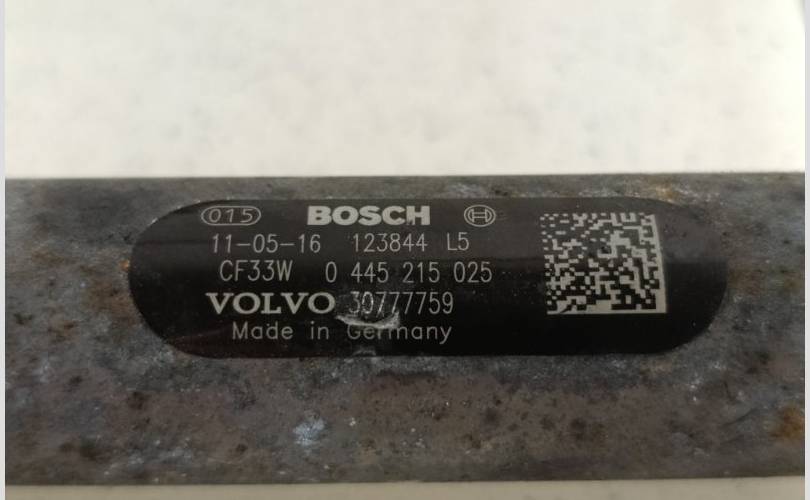 015 BOSCH
11-05-16 123844 L5
CF33W 0 445 215 025
VOLVO 30777759
Made in Germany